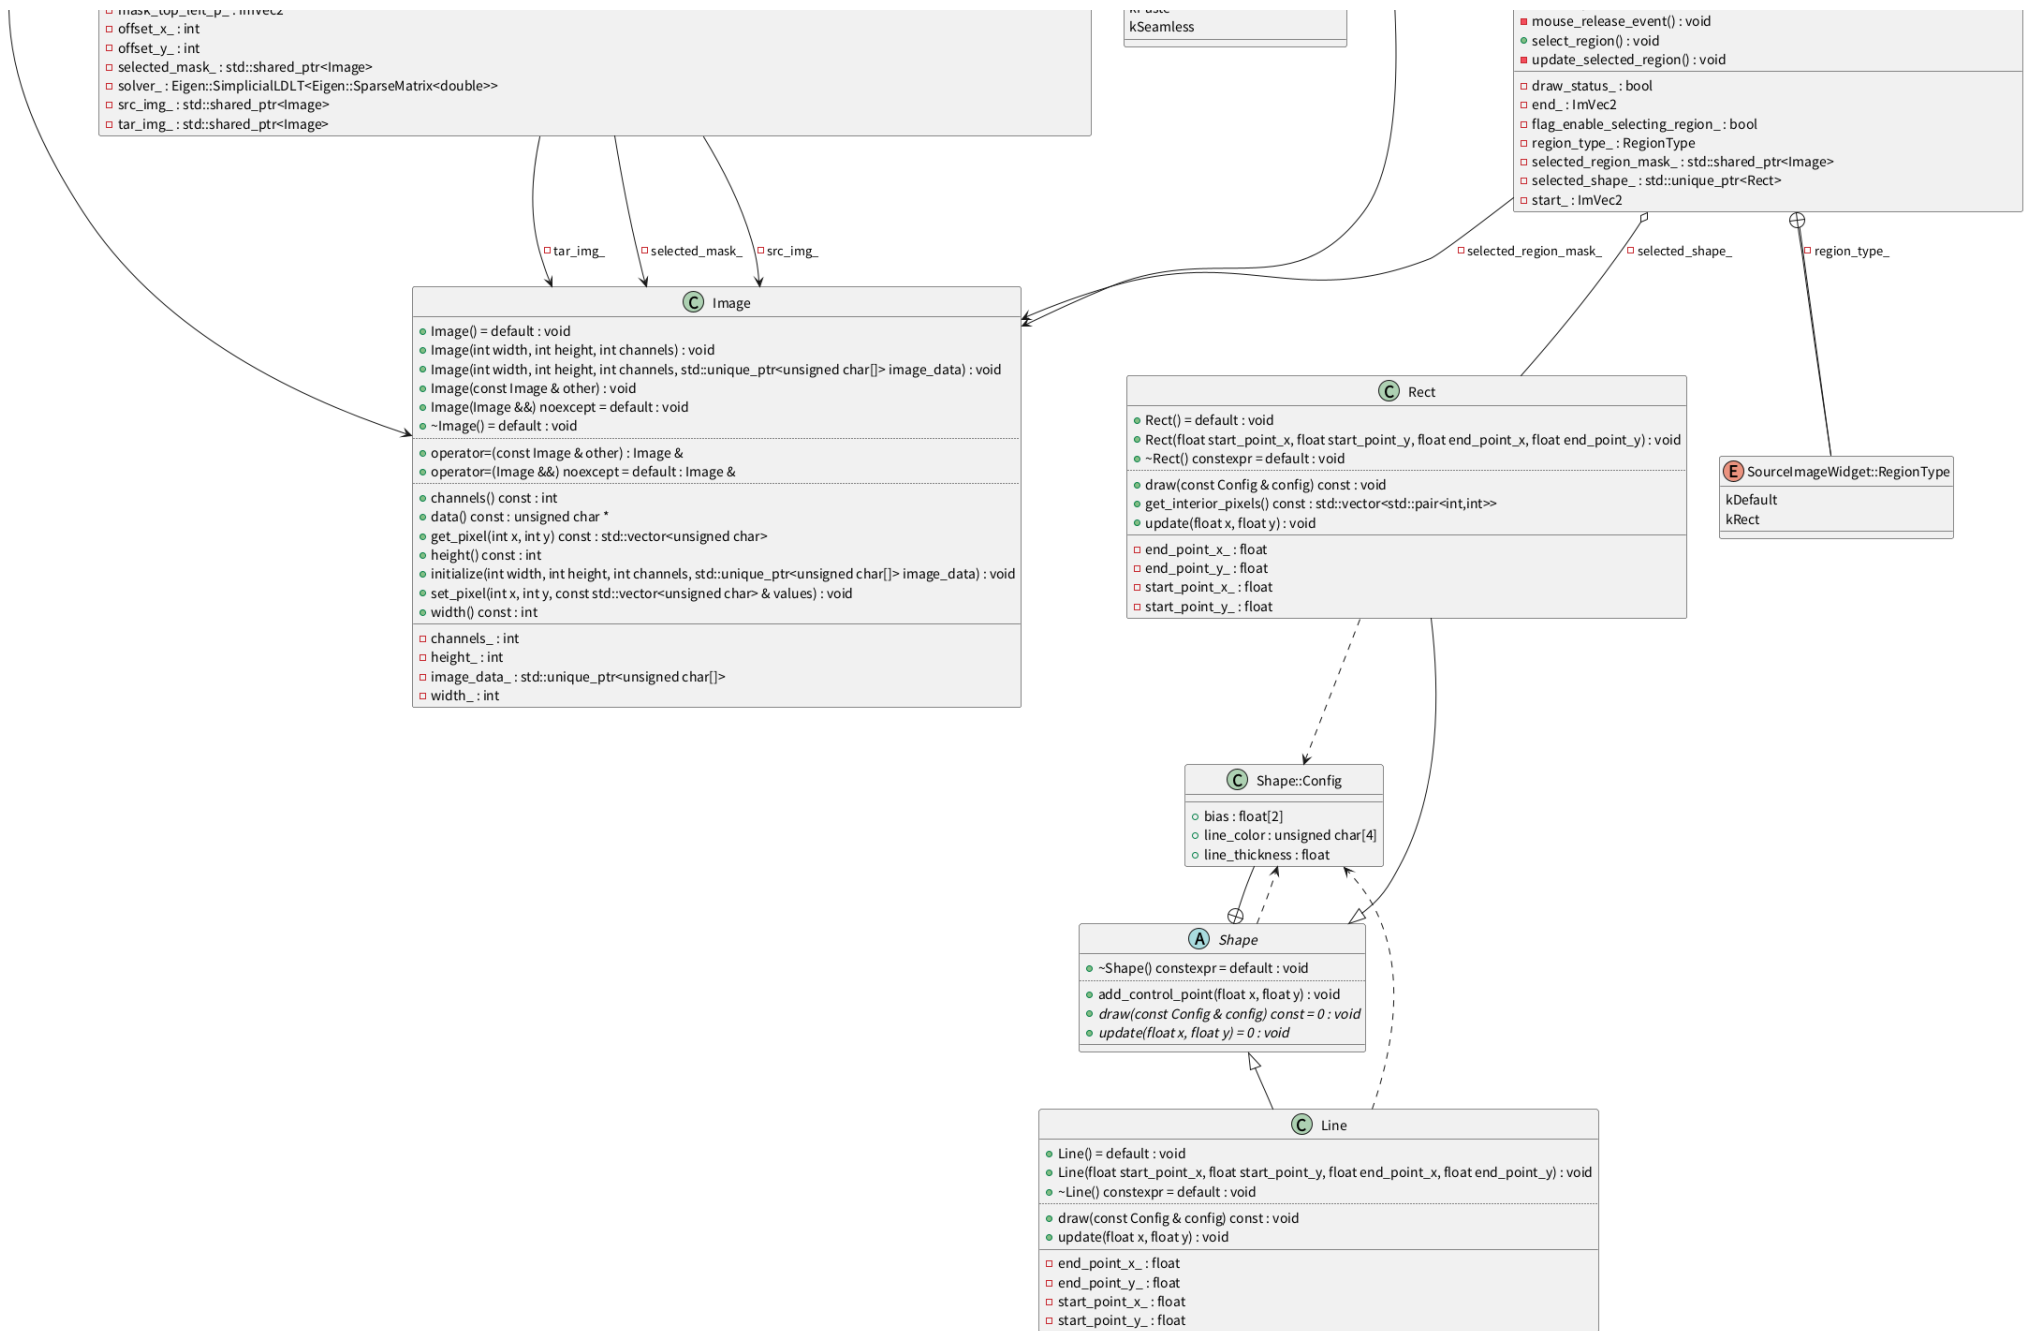 mask_top_left_p_ : ImVec2
offset_x_ : int
offset_y_ : int
selected_mask_ : std::shared_ptr<Image>
solver_ : Eigen::SimplicialLDLT<Eigen::SparseMatrix<double>>
src_img_ : std::shared_ptr<Image>
tar_img_ : std::shared_ptr<Image>
kPaste
kSeamless
mouse_release_event() : void
select_region() : void
update_selected_region() : void
draw_status_ : bool
end_ : ImVec2
flag_enable_selecting_region_ : bool
region_type_ : RegionType
selected_region_mask_ : std::shared_ptr<Image>
selected_shape_ : std::unique_ptr<Rect>
start_ : ImVec2
tar_img_
selected_mask_
src_img_
selected_region_mask_
selected_shape_
region_type_
C Image
Image() = default : void
Image(int width, int height, int channels) : void
Image(int width, int height, int channels, std::unique_ptr<unsigned char[]> image_data) : void
Image(const Image & other) : void
Image(Image &&) noexcept = default : void
~Image() = default : void
operator=(const Image & other) : Image &
operator=(Image &&) noexcept = default : Image &
channels() const : int
data() const : unsigned char *
get_pixel(int x, int y) const : std::vector<unsigned char>
height() const : int
initialize(int width, int height, int channels, std::unique_ptr<unsigned char[]> image_data) : void
set_pixel(int x, int y, const std::vector<unsigned char> & values) : void
width() const : int
channels_ : int
height_ : int
image_data_ : std::unique_ptr<unsigned char[]>
width_ : int
C Rect
Rect() = default : void
Rect(float start_point_x, float start_point_y, float end_point_x, float end_point_y) : void
~Rect() constexpr = default : void
draw(const Config & config) const : void
get_interior_pixels() const : std::vector<std::pair<int,int>>
update(float x, float y) : void
end_point_x_ : float
end_point_y_ : float
start_point_x_ : float
start_point_y_ : float
E SourceImageWidget::RegionType
kDefault
kRect
C Shape::Config
bias : float[2]
line_color : unsigned char[4]
line_thickness : float
A Shape
~Shape() constexpr = default : void
add_control_point(float x, float y) : void
draw(const Config & config) const = 0 : void
update(float x, float y) = 0 : void
C Line
Line() = default : void
Line(float start_point_x, float start_point_y, float end_point_x, float end_point_y) : void
~Line() constexpr = default : void
draw(const Config & config) const : void
update(float x, float y) : void
end_point_x_ : float
end_point_y_ : float
start_point_x_ : float
start_point_y_ : float